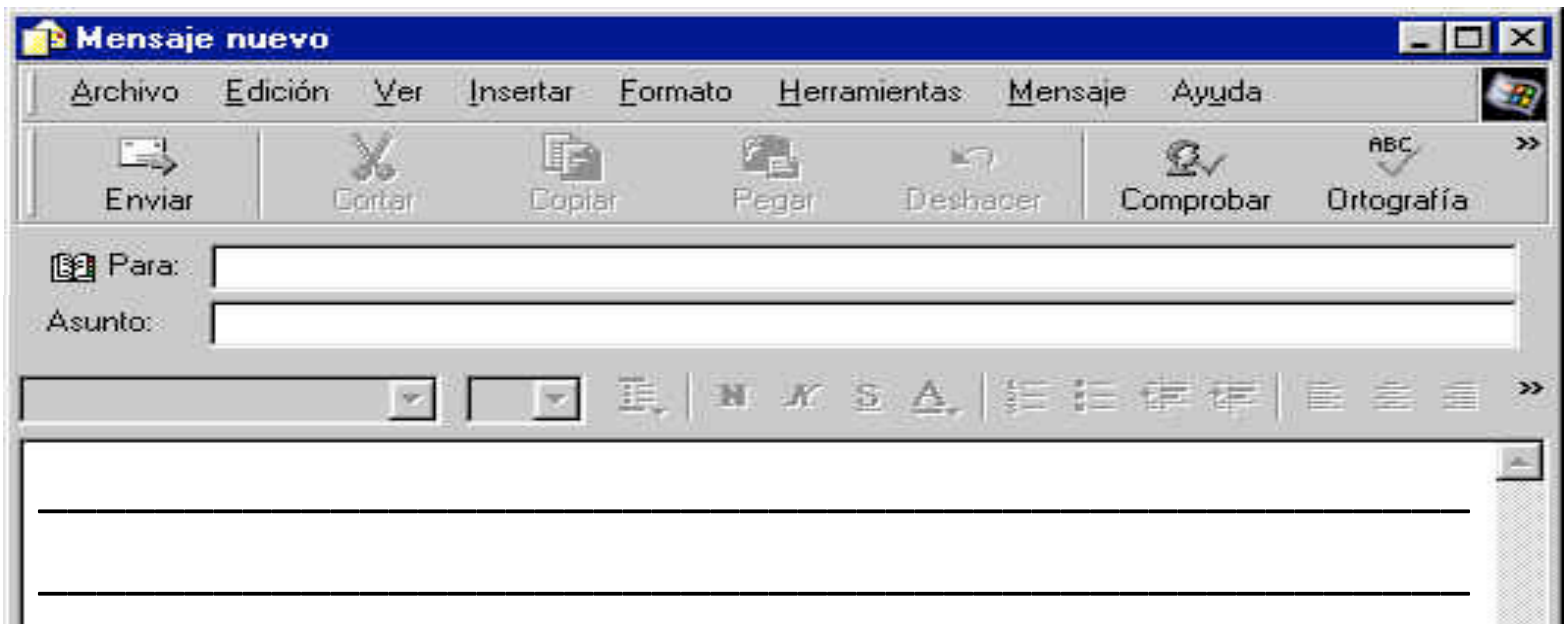 Mensaje nuevo
Archivo Edición Ver Insertar Formato Herramientas Mensaje Ayuda
ABC
Enviar Cortar Copiar Pegar Deshacer Comprobar Ortografía
Para:
Asunto:
N K S A